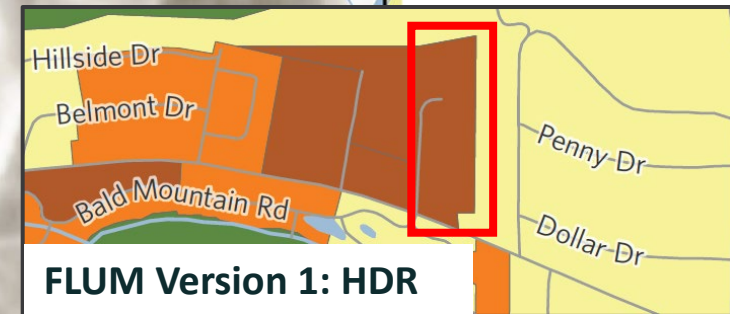 Hillside Dr
Belmont Dr
Penny Dr
Bald Mountain Rd
Dollar Dr
FLUM Version 1: HDR